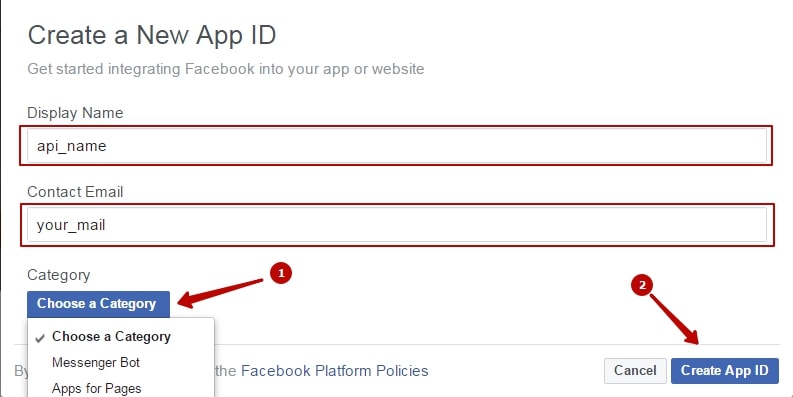 Create a New App ID
Get started integrating Facebook into your app or website
Display Name
api_name
Contact Email
your_mail
Category
1
2
Choose a Category
Choose a Category
Messenger Bot
By
the Facebook Platform Policies
Cancel
Create App ID
Apps for Pages